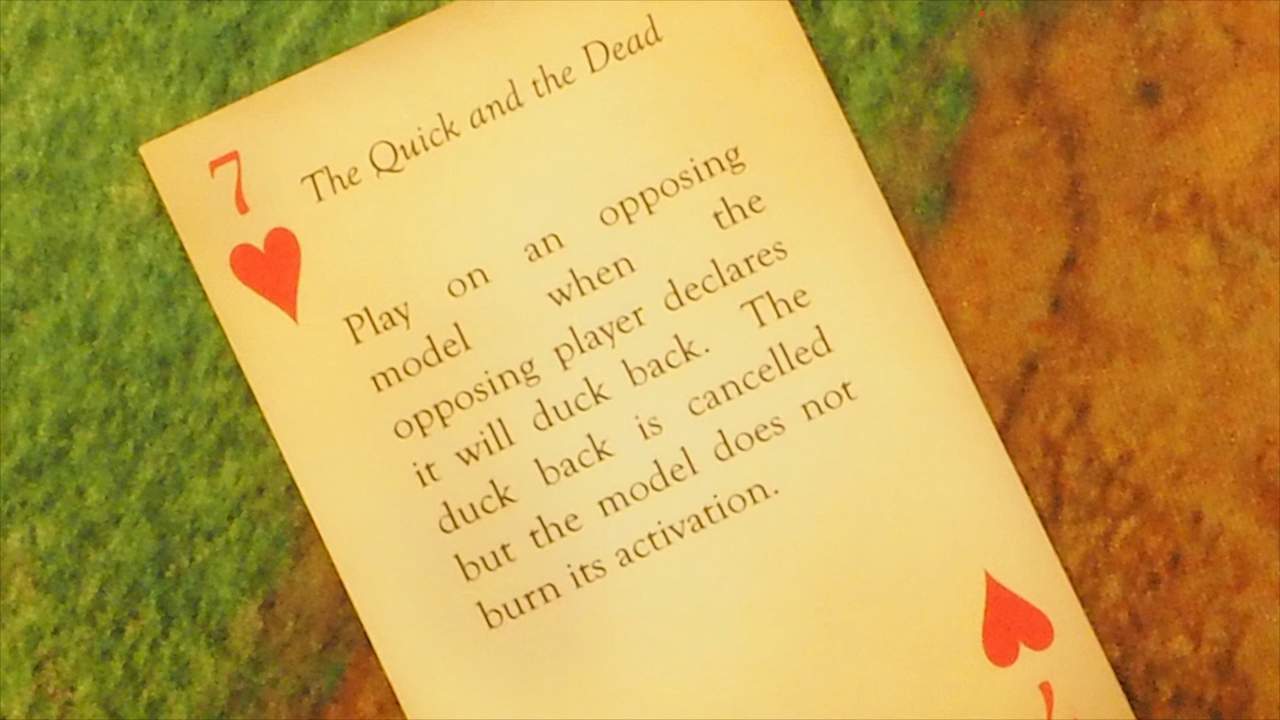 7
The Quick and the Dead
Play on an opposing
model when the
opposing player declares
it will duck back. The
duck back is cancelled
but the model does not
burn its activation.
7